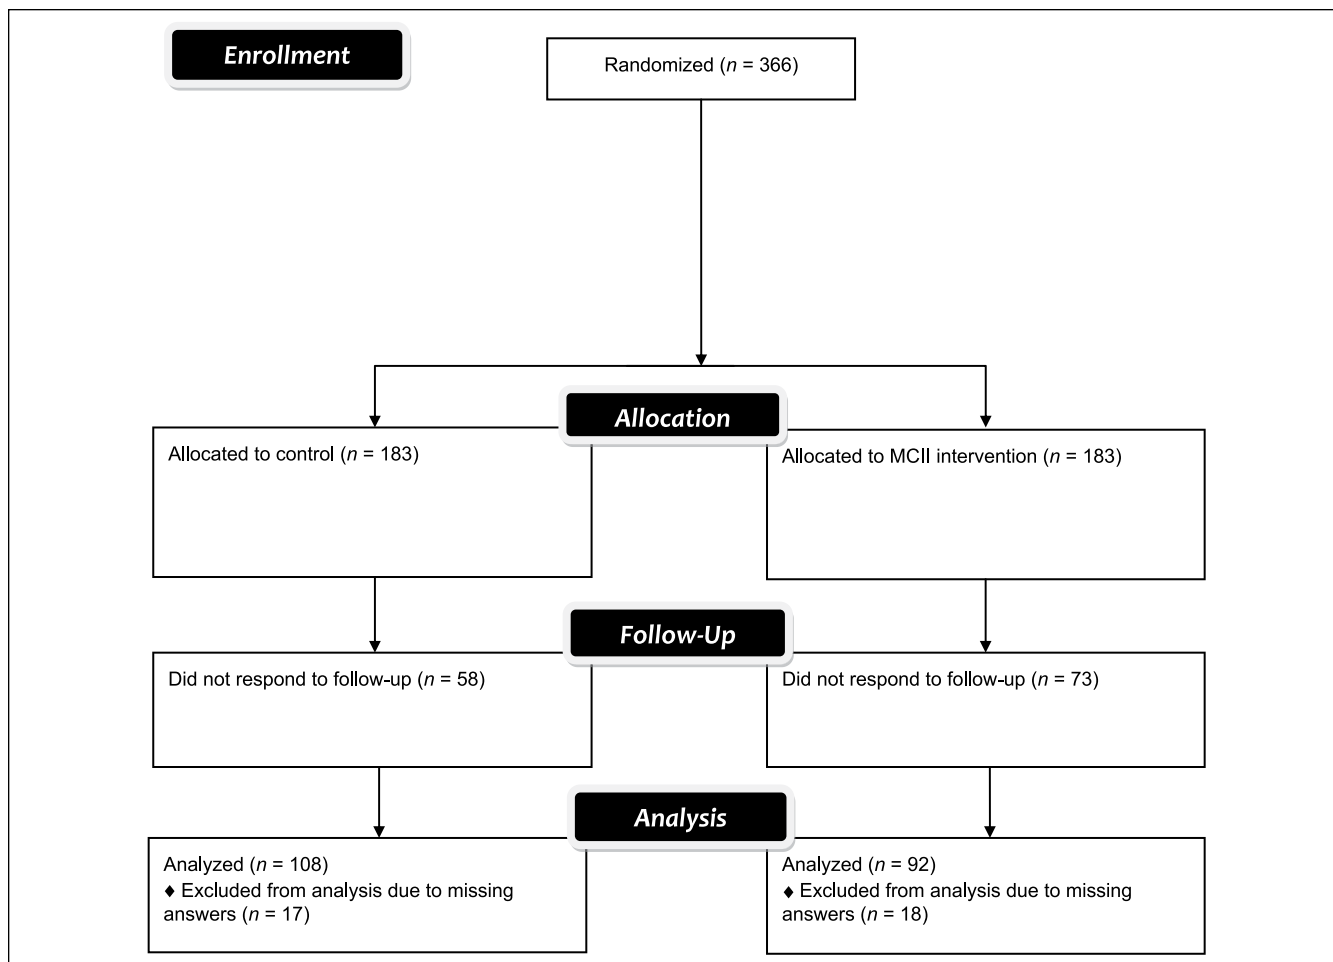 Enrollment
Randomized (n = 366)
Allocation
Allocated to control (n = 183)
Allocated to MCII intervention (n = 183)
Follow-Up
Did not respond to follow-up (n = 58)
Did not respond to follow-up (n = 73)
Analysis
Analyzed (n = 108)
♦ Excluded from analysis due to missing
answers (n = 17)
Analyzed (n = 92)
♦ Excluded from analysis due to missing
answers (n = 18)